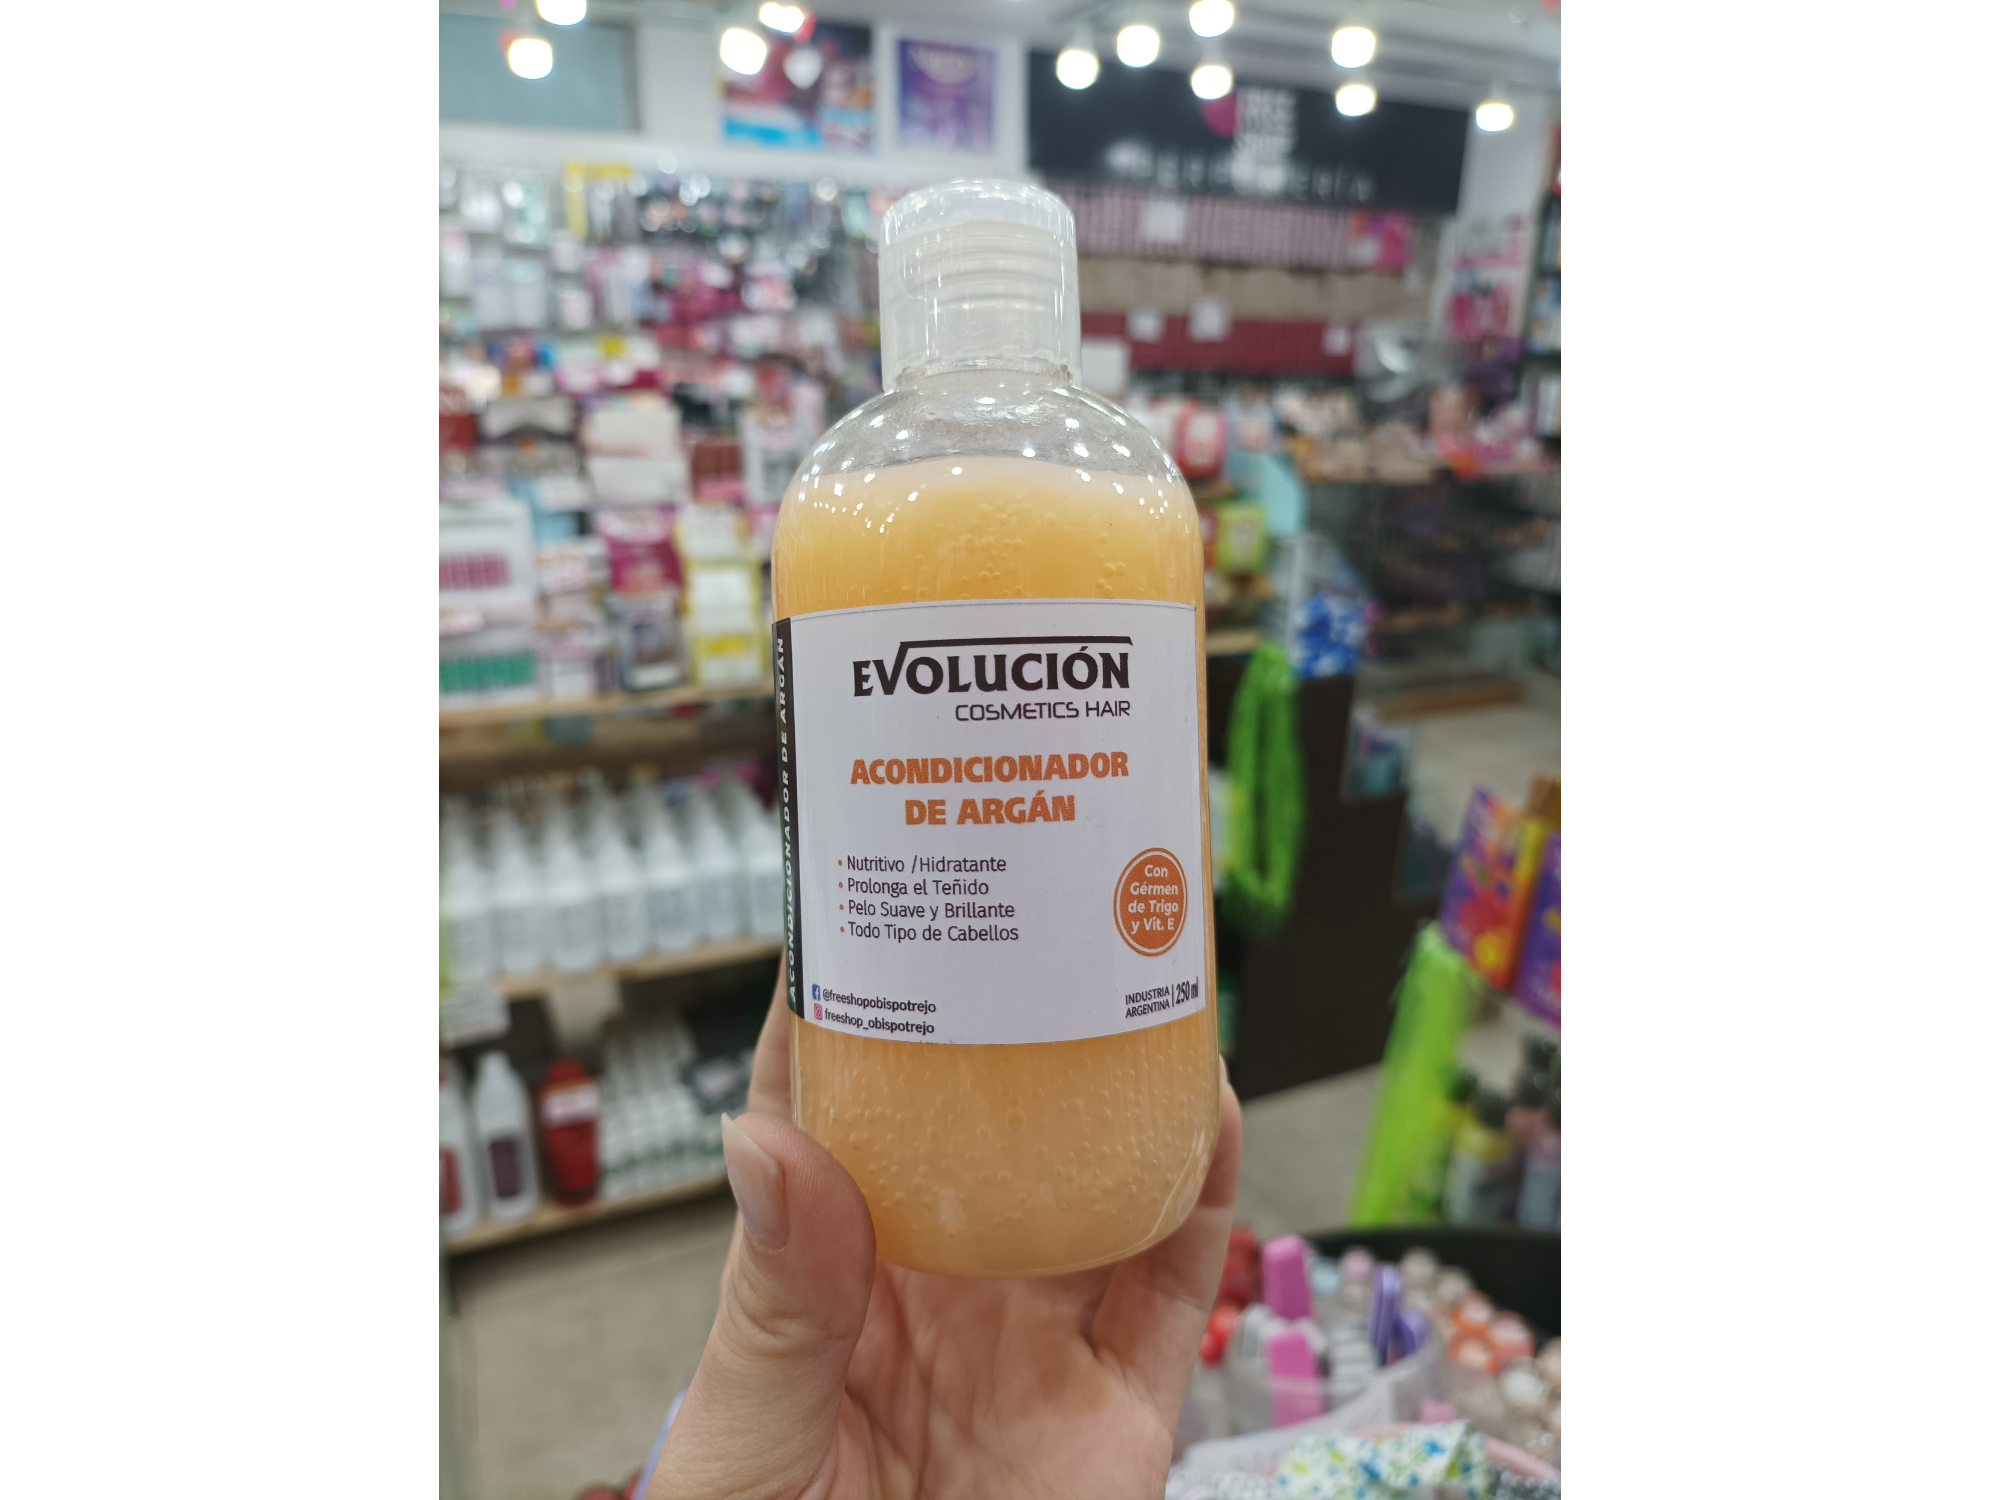 EVOLUCIÓN
COSMETICS HAIR
ACONDICIONADOR
DE ARGÁN
• Nutritivo /Hidratante
• Prolonga el Teñido
• Pelo Suave y Brillante
• Todo Tipo de Cabellos
Con
Gérmen
de Trigo
y Vit. E
@freeshopobispotrejo
freeshop_obispotrejo
INDUSTRIA
ARGENTINA | 250 ml
ACONDICIONADOR DE ARGÁN